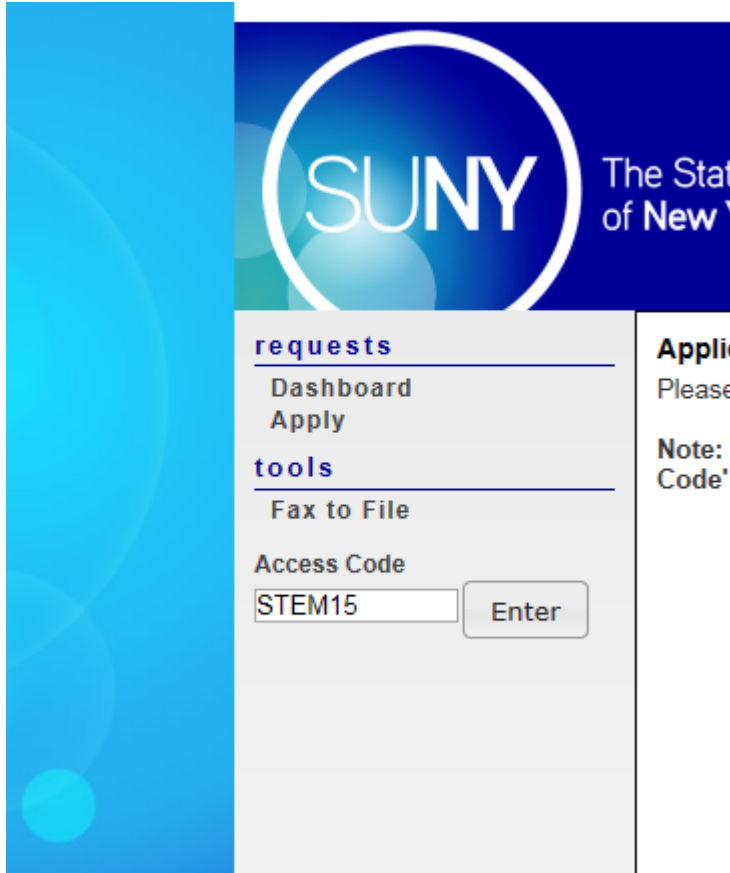 SUNY
The Stat
of New Y
requests
Dashboard
Apply
tools
Fax to File
Access Code
STEM15
Enter
Appli
Please
Note:
Code'